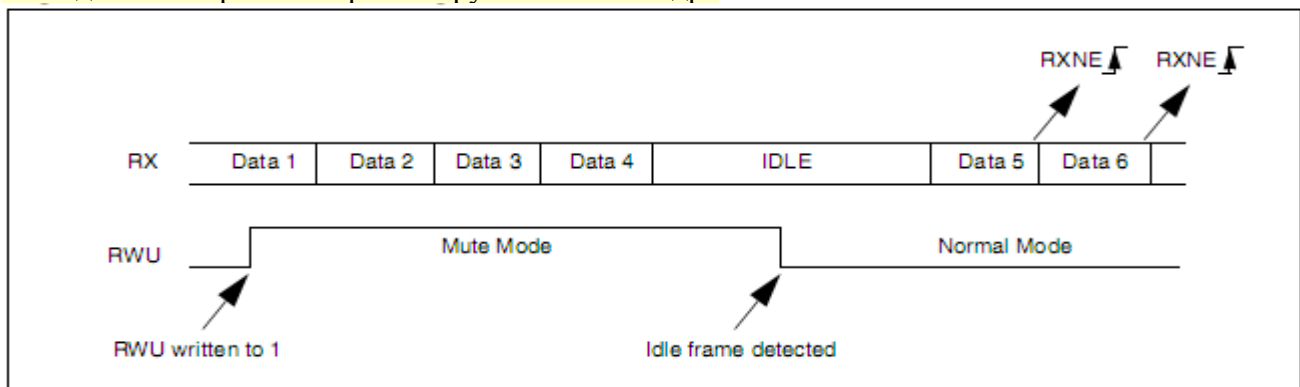 RXNE RXNE
RX Data 1 Data 2 Data 3 Data 4 IDLE Data 5 Data 6
RWU Mute Mode Normal Mode
RWU written to 1 Idle frame detected